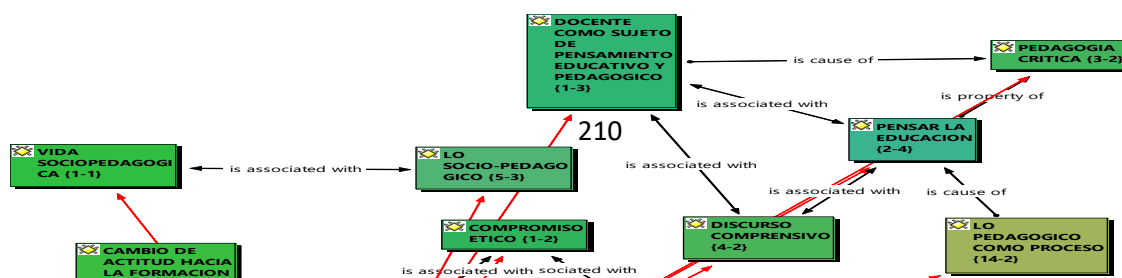 DOCENTE
COMO SUJETO
DE
PENSAMIENTO
EDUCATIVO Y
PEDAGOGICO
{1-3}
is cause of
PEDAGOGIA
CRITICA {3-2}
is associated with
is property of
210
PENSAR LA
EDUCACION
{2-4}
VIDA
SOCIOPEDAGOGI
CA {1-1}
is associated with
LO
SOCIO-PEDAGO
GICO {5-3}
is associated with
is associated with
is cause of
COMPROMISO
ETICO {1-2}
DISCURSO
COMPRENSIVO
{4-2}
LO
PEDAGOGICO
COMO PROCESO
{14-2}
CAMBIO DE
ACTITUD HACIA
LA FORMACION
is associated with
sociated with